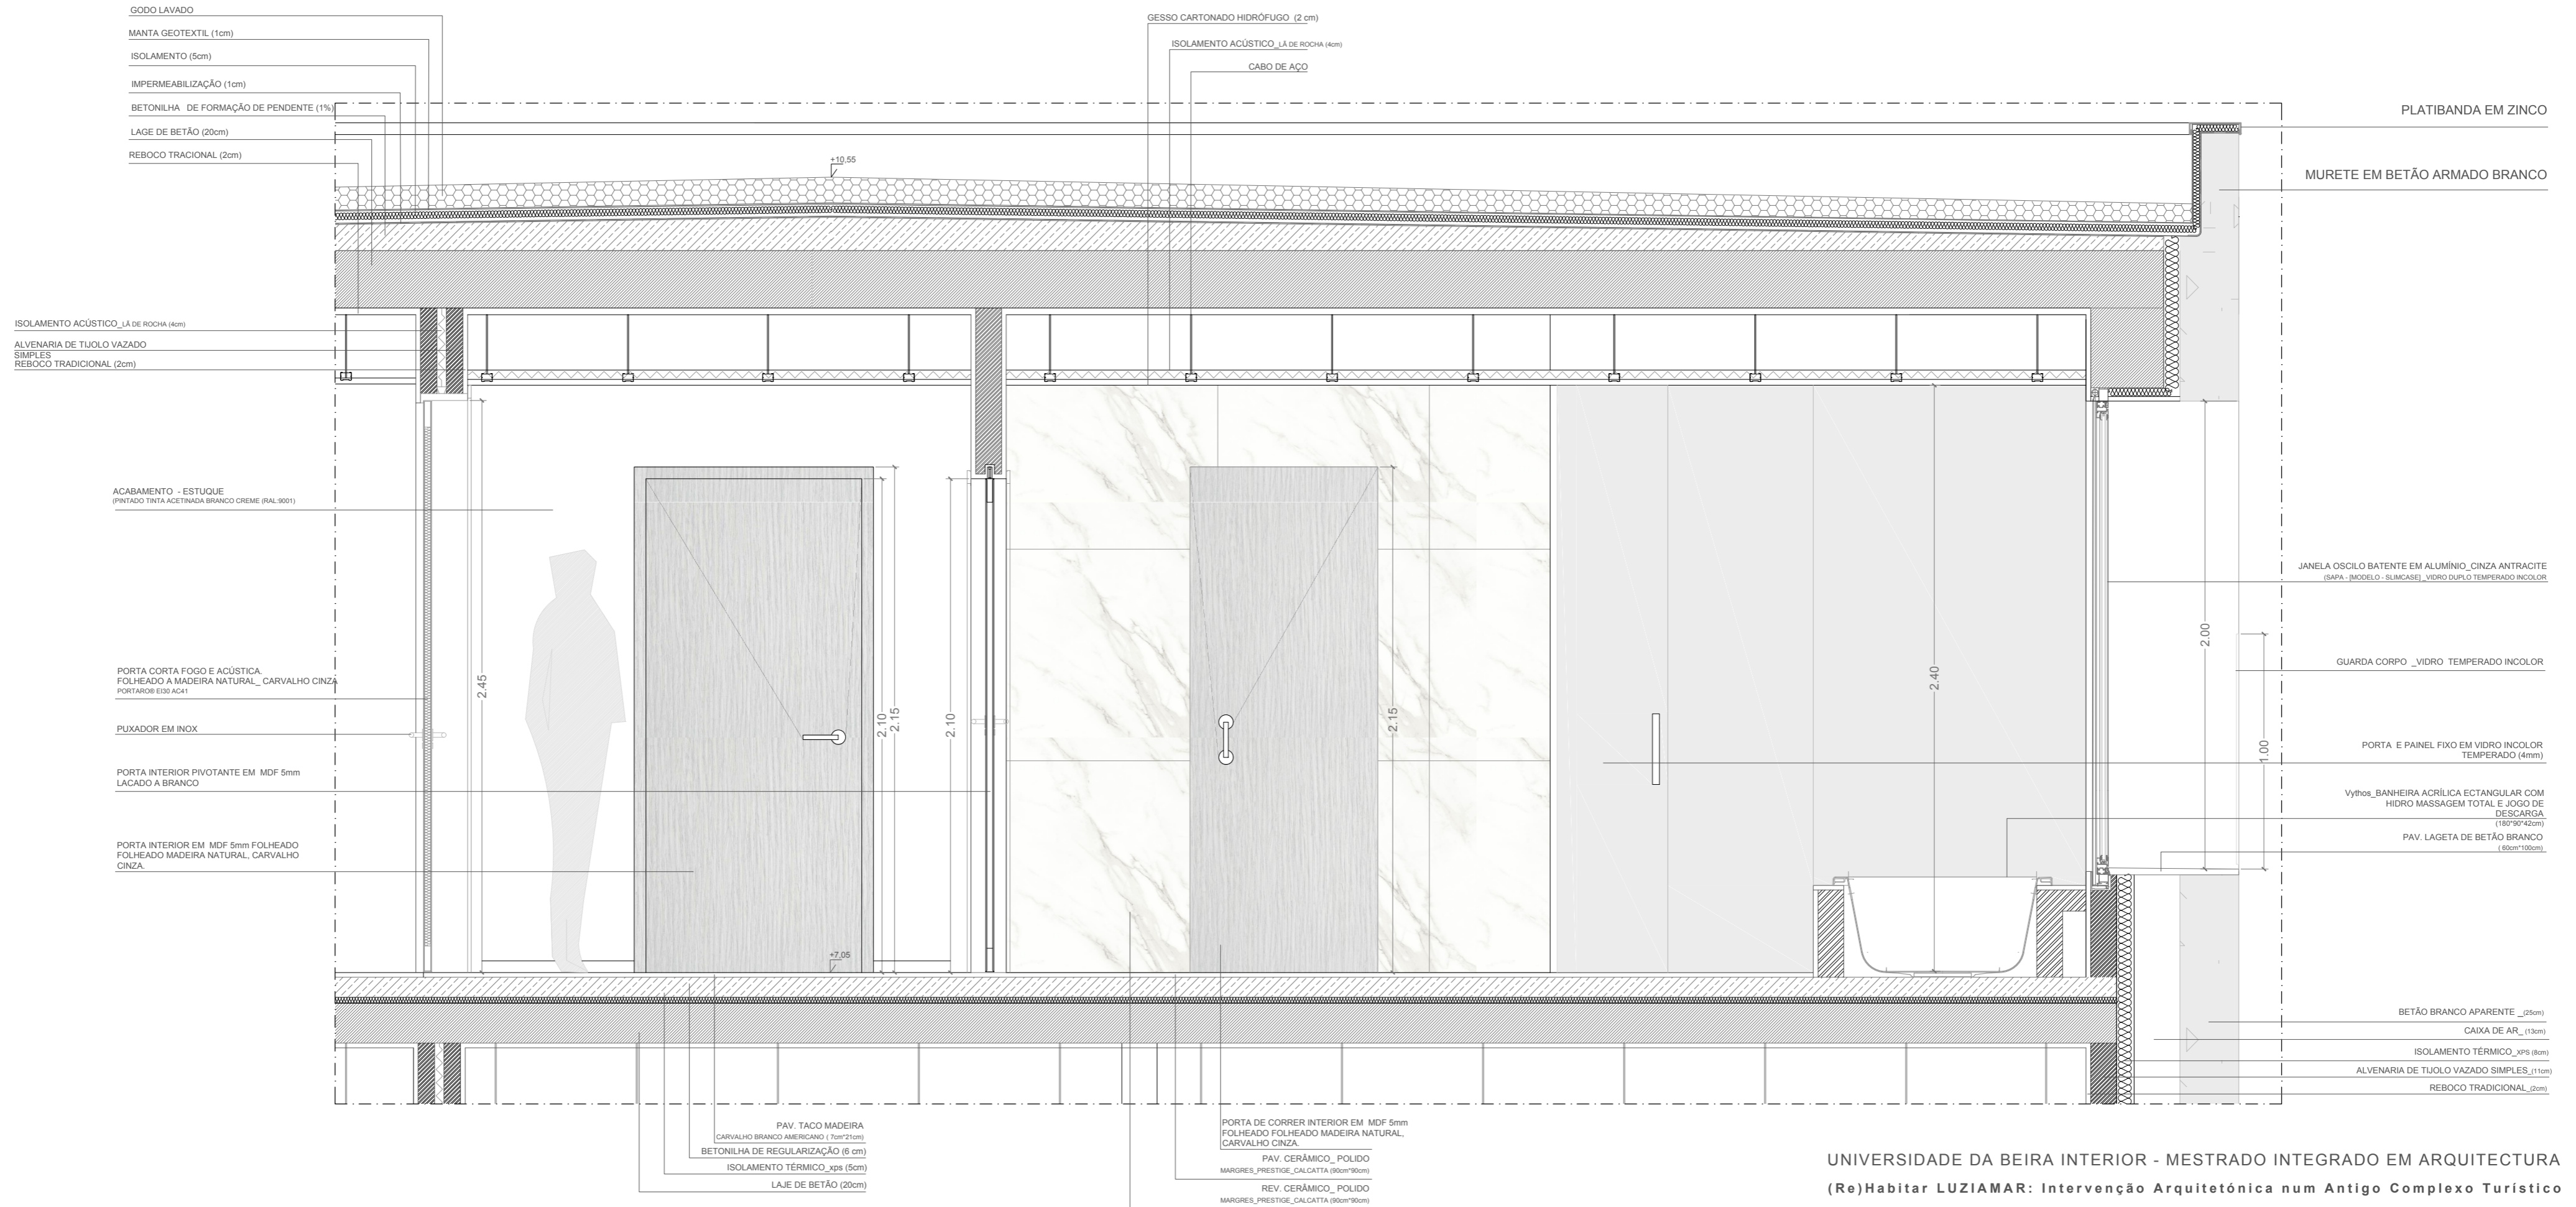 GODO LAVADO
MANTA GEOTEXTIL (1cm)
ISOLAMENTO (5cm)
IMPERMEABILIZAÇÃO (1cm)
BETONILHA DE FORMAÇÃO DE PENDENTE (1%)
LAGE DE BETÃO (20cm)
REBOCO TRACIONAL (2cm)
GESSO CARTONADO HIDRÓFUGO (2 cm)
ISOLAMENTO ACÚSTICO_LÃ DE ROCHA (4cm)
CABO DE AÇO
PLATIBANDA EM ZINCO
MURETE EM BETÃO ARMADO BRANCO
+10,55
ISOLAMENTO ACÚSTICO_LÃ DE ROCHA (4cm)
ALVENARIA DE TIJOLO VAZADO
SIMPLES
REBOCO TRADICIONAL (2cm)
ACABAMENTO - ESTUQUE
(PINTADO TINTA ACETINADA BRANCO CREME (RAL:9001)
PORTA CORTA FOGO E ACÚSTICA.
FOLHEADO A MADEIRA NATURAL_ CARVALHO CINZA
PORTARO® EI30 AC41
PUXADOR EM INOX
PORTA INTERIOR PIVOTANTE EM MDF 5mm
LACADO A BRANCO
PORTA INTERIOR EM MDF 5mm FOLHEADO
FOLHEADO MADEIRA NATURAL, CARVALHO
CINZA.
2.45
2.10
2.15
2.10
2.15
2.40
2.00
1.00
+7,05
JANELA OSCILO BATENTE EM ALUMÍNIO_CINZA ANTRACITE
(SAPA - [MODELO - SLIMCASE] _VIDRO DUPLO TEMPERADO INCOLOR
GUARDA CORPO _VIDRO TEMPERADO INCOLOR
PORTA E PAINEL FIXO EM VIDRO INCOLOR
TEMPERADO (4mm)
Vythos_BANHEIRA ACRÍLICA ECTANGULAR COM
HIDRO MASSAGEM TOTAL E JOGO DE
DESCARGA
(180*90*42cm)
PAV. LAGETA DE BETÃO BRANCO
( 60cm*100cm)
BETÃO BRANCO APARENTE _(25cm)
CAIXA DE AR_ (13cm)
ISOLAMENTO TÉRMICO_XPS (8cm)
ALVENARIA DE TIJOLO VAZADO SIMPLES_(11cm)
REBOCO TRADICIONAL_(2cm)
PAV. TACO MADEIRA
CARVALHO BRANCO AMERICANO ( 7cm*21cm)
BETONILHA DE REGULARIZAÇÃO (6 cm)
ISOLAMENTO TÉRMICO_xps (5cm)
LAJE DE BETÃO (20cm)
PORTA DE CORRER INTERIOR EM MDF 5mm
FOLHEADO FOLHEADO MADEIRA NATURAL,
CARVALHO CINZA.
PAV. CERÂMICO_ POLIDO
MARGRES_PRESTIGE_CALCATTA (90cm*90cm)
REV. CERÂMICO_ POLIDO
MARGRES_PRESTIGE_CALCATTA (90cm*90cm)
UNIVERSIDADE DA BEIRA INTERIOR - MESTRADO INTEGRADO EM ARQUITECTURA
(Re)Habitar LUZIAMAR: Intervenção Arquitetónica num Antigo Complexo Turístico